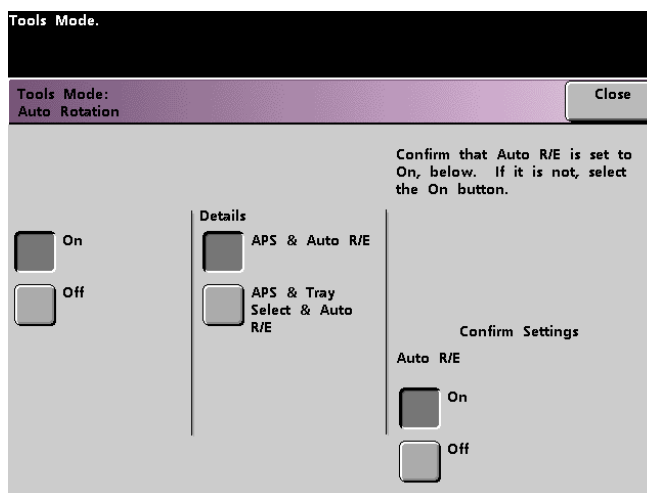 Tools Mode.
Tools Mode:
Auto Rotation
Close
Confirm that Auto R/E is set to
On, below. If it is not, select
the On button.
On
Off
Details
APS & Auto R/E
APS & Tray
Select & Auto
R/E
Confirm Settings
Auto R/E
On
Off